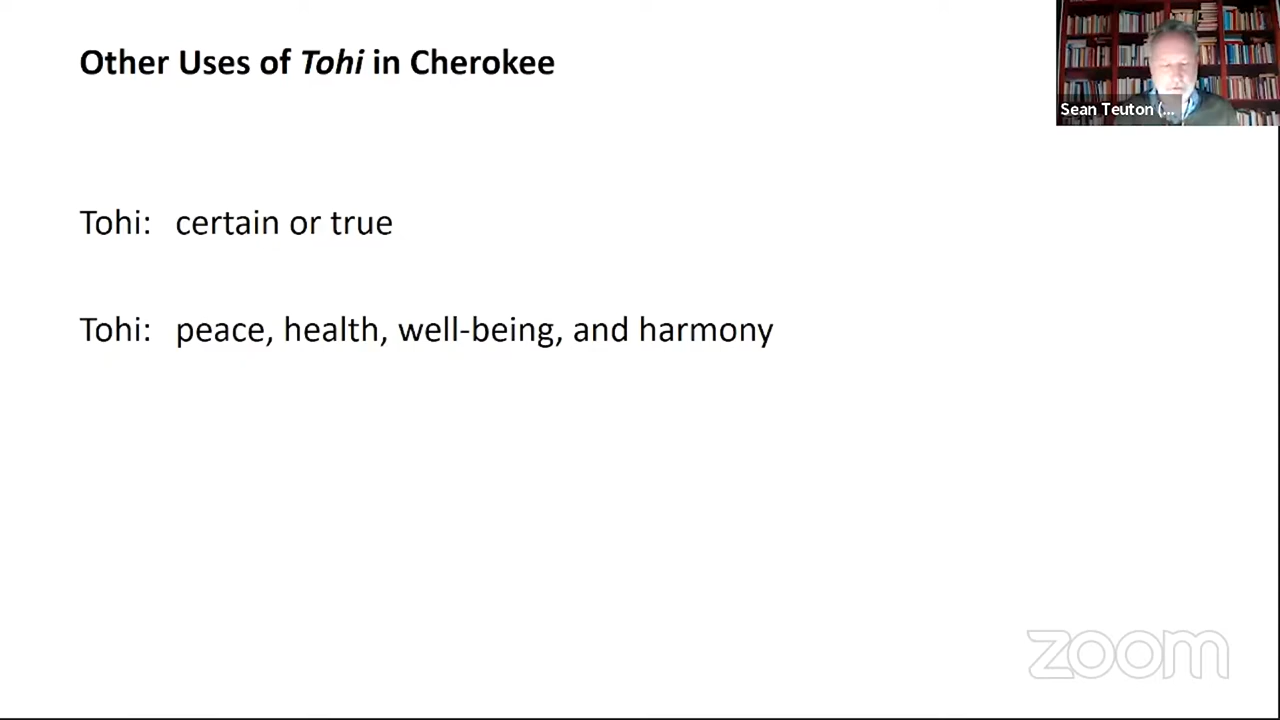 Other Uses of Tohi in Cherokee
Sean Teuton (...
Tohi: certain or true
Tohi: peace, health, well-being, and harmony
zoom